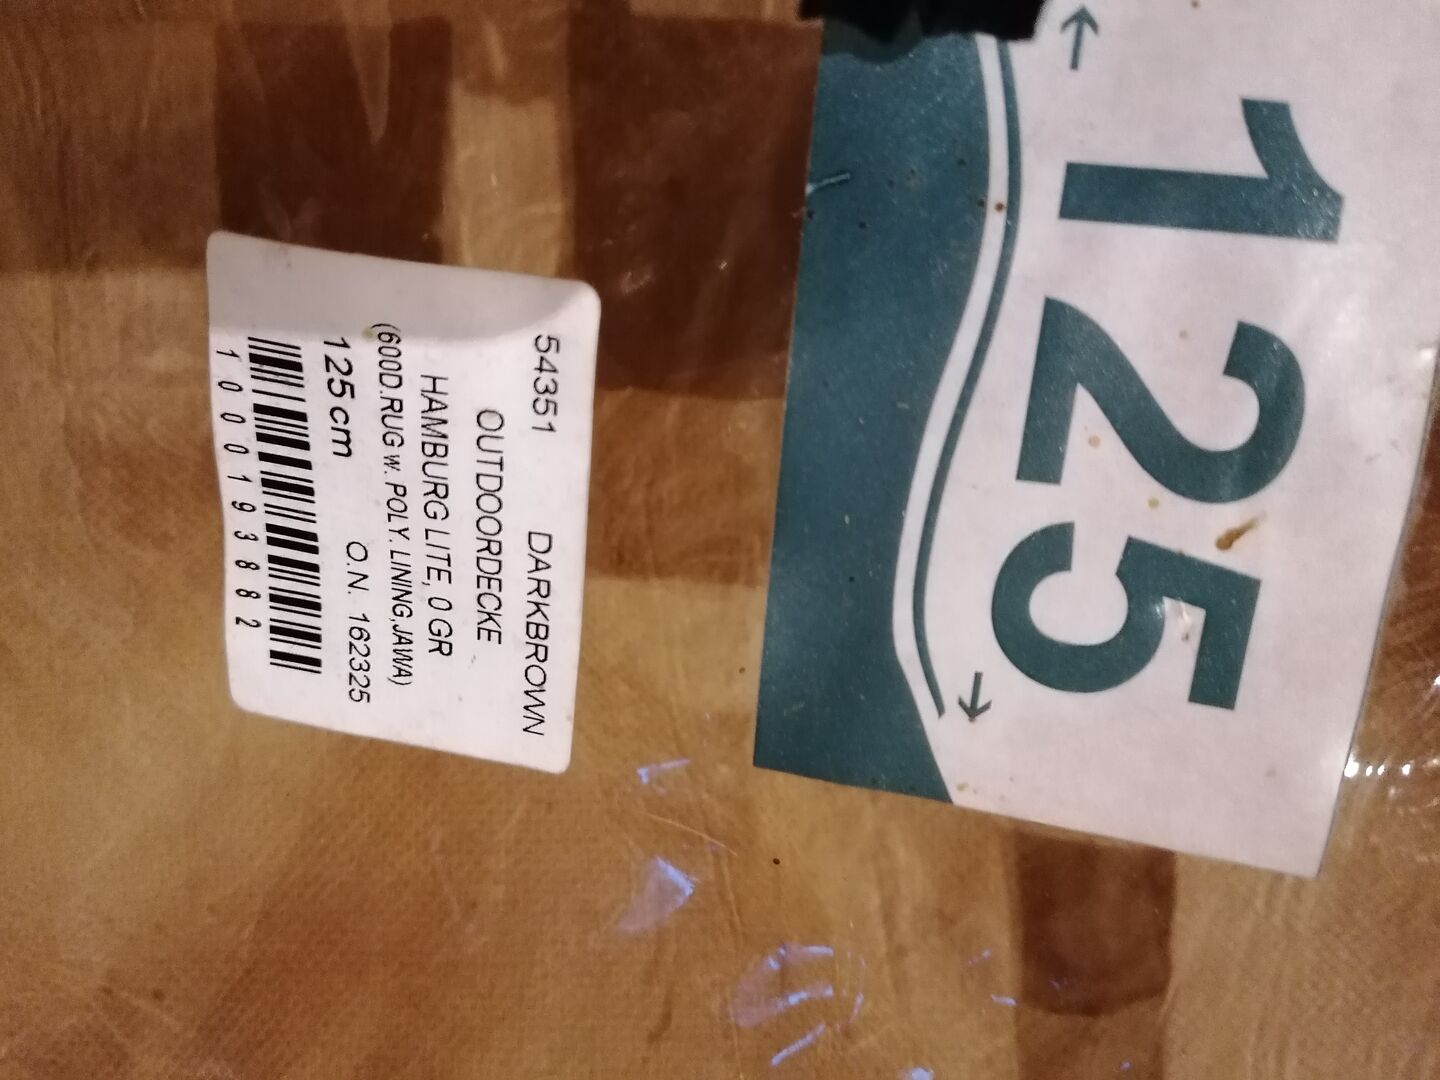 125
54351 DARKBROWN
OUTDOORDECKE
HAMBURG LITE, 0 GR
(600D.RUG w. POLY. LINING,JAWA)
125 cm O.N. 162325
1000193882